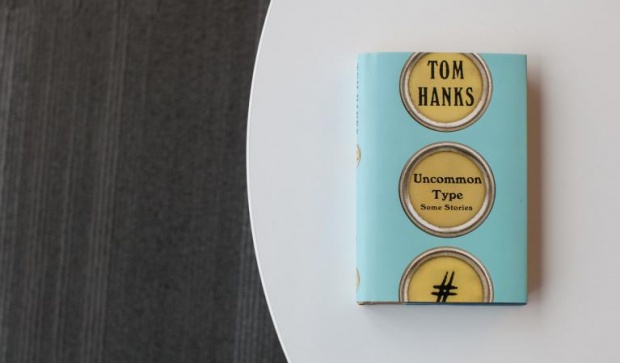 TOM
HANKS
Uncommon
Type
Some Stories
#